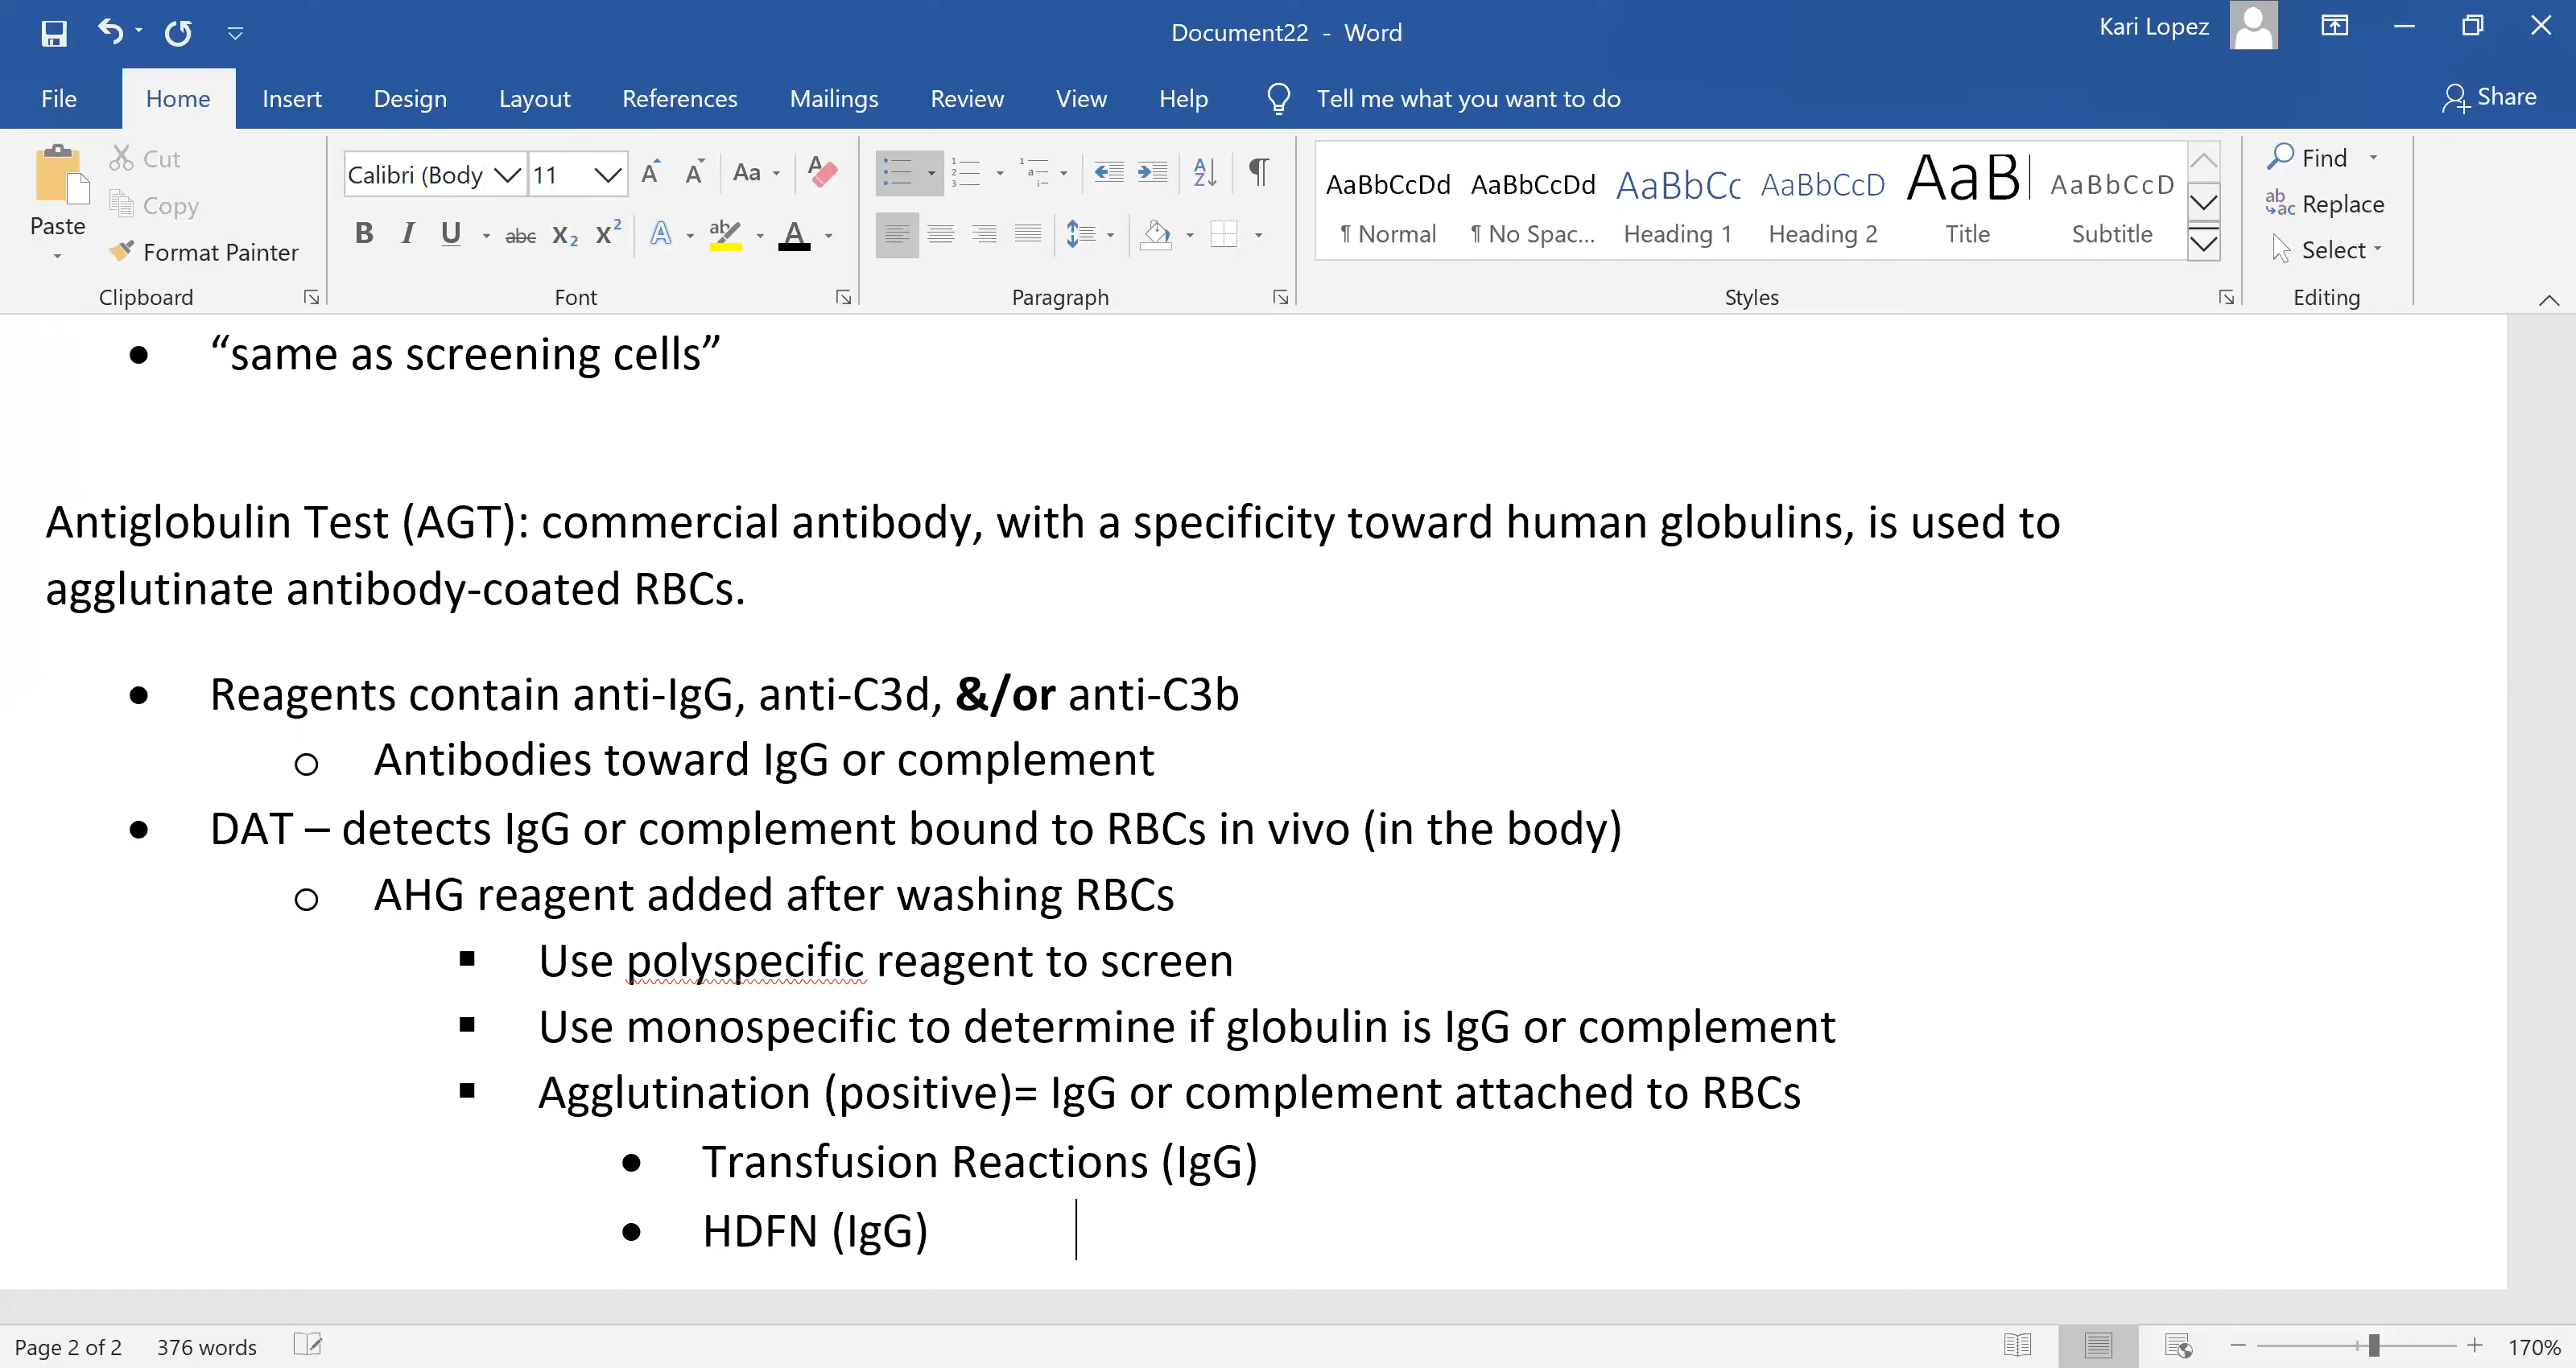 Document22 - Word
Kari Lopez
File Home Insert Design Layout References Mailings Review View Help Tell me what you want to do Share
Paste
Cut
Copy
Format Painter
Clipboard
Calibri (Body 11
Font
Paragraph
AaBbCcDd AaBbCcDd AaBbCc AaBbCcD AaB AaBbCcD
¶ Normal ¶ No Spac... Heading 1 Heading 2 Title Subtitle
Styles
Find
Replace
Select
Editing
• “same as screening cells”
Antiglobulin Test (AGT): commercial antibody, with a specificity toward human globulins, is used to
agglutinate antibody-coated RBCs.
• Reagents contain anti-IgG, anti-C3d, &/or anti-C3b
o Antibodies toward IgG or complement
• DAT – detects IgG or complement bound to RBCs in vivo (in the body)
o AHG reagent added after washing RBCs
▪ Use polyspecific reagent to screen
▪ Use monospecific to determine if globulin is IgG or complement
▪ Agglutination (positive)= IgG or complement attached to RBCs
• Transfusion Reactions (IgG)
• HDFN (IgG)
Page 2 of 2 376 words 170%